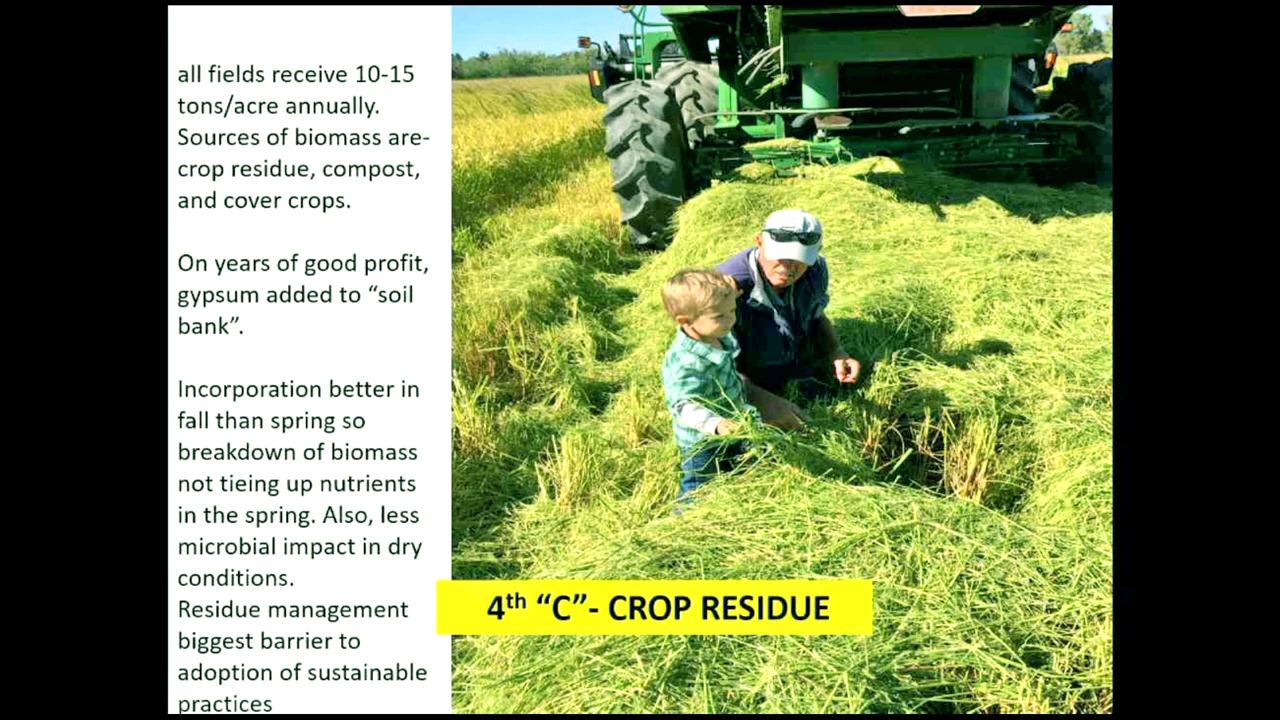 all fields receive 10-15
tons/acre annually.
Sources of biomass are-
crop residue, compost,
and cover crops.
On years of good profit,
gypsum added to “soil
bank”.
Incorporation better in
fall than spring so
breakdown of biomass
not tieing up nutrients
in the spring. Also, less
microbial impact in dry
conditions.
Residue management
biggest barrier to
adoption of sustainable
practices
4th “C”- CROP RESIDUE